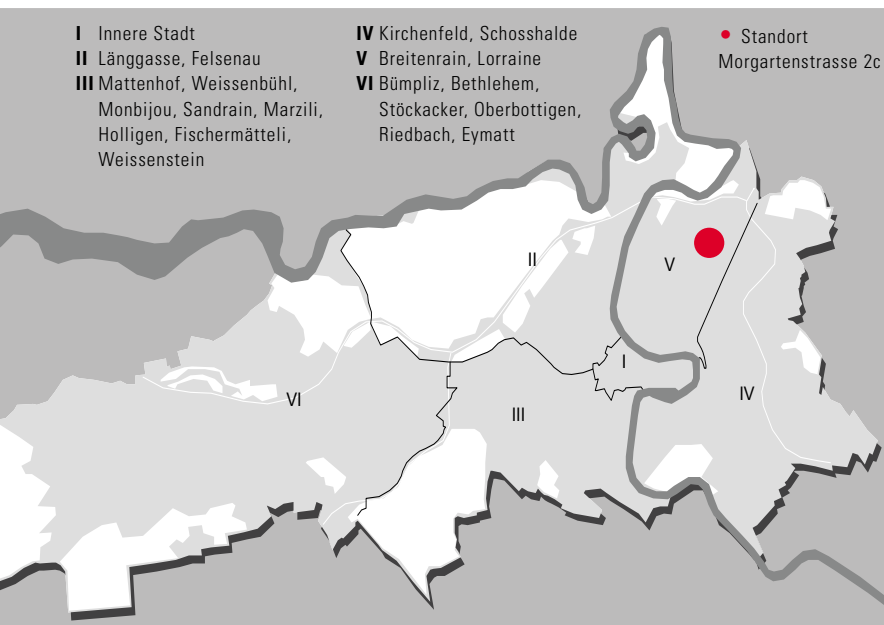 I Innere Stadt
II Länggasse, Felsenau
III Mattenhof, Weissenbühl,
Monbijou, Sandrain, Marzili,
Holligen, Fischermätteli,
Weissenstein
IV Kirchenfeld, Schosshalde
V Breitenrain, Lorraine
VI Bümpliz, Bethlehem,
Stöckacker, Oberbottigen,
Riedbach, Eymatt
• Standort
Morgartenstrasse 2c
II
V
I
VI
IV
III